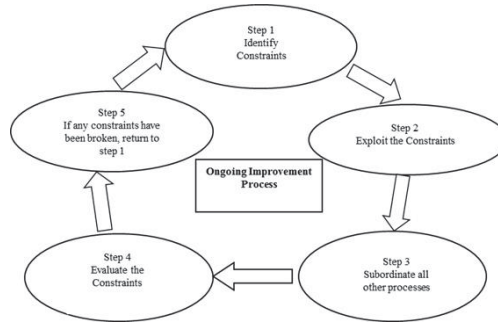 Step 1
Identify
Constraints
Step 2
Exploit the Constraints
Step 3
Subordinate all
other processes
Step 4
Evaluate the
Constraints
Step 5
If any constraints have
been broken, return to
step 1
Ongoing Improvement
Process